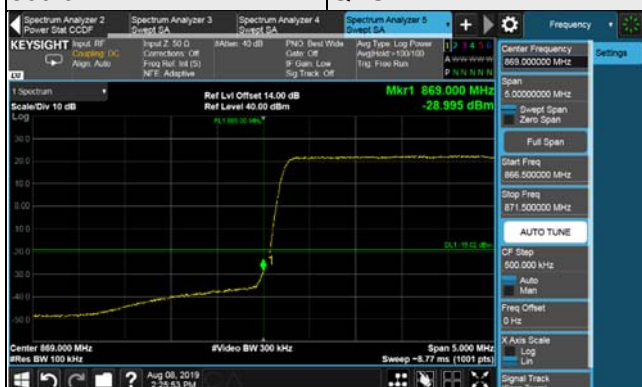 Spectrum Analyzer 2
Power Stat CCDF
Spectrum Analyzer 3
Swept SA
Spectrum Analyzer 4
Swept SA
Spectrum Analyzer 5
Swept SA
+
Frequency
KEYSIGHT
Input: RF
Coupling: DC
Align: Auto
Input Z: 50 Ω
Corrections: Off
Freq Ref: Int (S)
NFE: Adaptive
#Atten: 40 dB
PNO: Best Wide
Gate: Off
IF Gain: Low
Sig Track: Off
Avg Type: Log Power
Avg|Hold:>100/100
Trig: Free Run
1 2 3 4 5 6
A W W W W W
P N N N N N
LXI
Center Frequency
869.000000 MHz
Settings
Span
5.00000000 MHz
Swept Span
Zero Span
Full Span
Start Freq
866.500000 MHz
Stop Freq
871.500000 MHz
AUTO TUNE
CF Step
500.000 kHz
Auto
Man
Freq Offset
0 Hz
X Axis Scale
Log
Lin
Signal Track
1 Spectrum
Scale/Div 10 dB
Log
Ref Lvl Offset 14.00 dB
Ref Level 40.00 dBm
Mkr1 869.000 MHz
-28.995 dBm
30.0
20.0
10.0
0.00
-10.0
-20.0
-30.0
-40.0
-50.0
1
Center 869.000 MHz
#Res BW 100 kHz
#Video BW 300 kHz
Span 5.000 MHz
Sweep ~8.77 ms (1001 pts)
?
Aug 08, 2019
2:25:53 PM